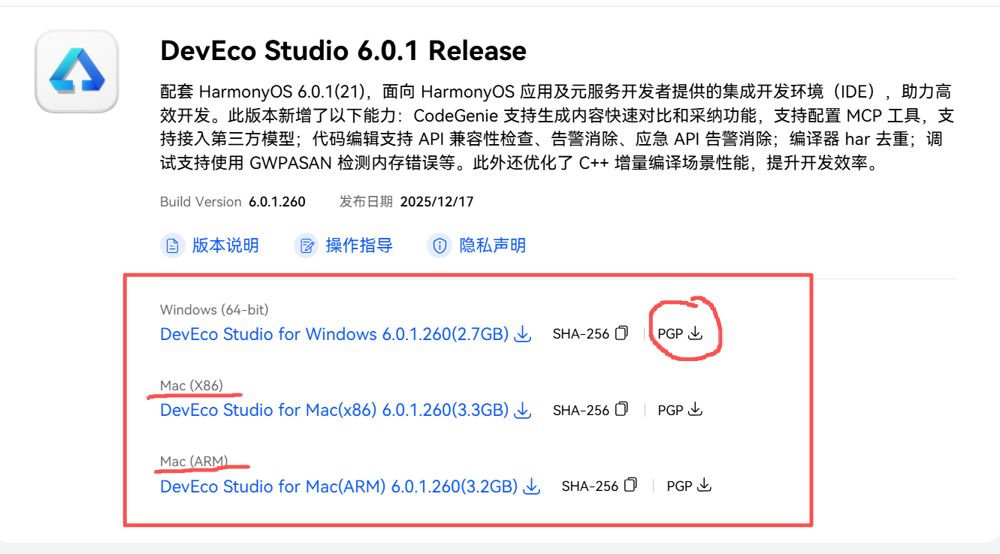 DevEco Studio 6.0.1 Release
配套 HarmonyOS 6.0.1(21)，面向 HarmonyOS 应用及元服务开发者提供的集成开发环境（IDE），助力高
效开发。此版本新增了以下能力：CodeGenie 支持生成内容快速对比和采纳功能，支持配置 MCP 工具，支
持接入第三方模型；代码编辑支持 API 兼容性检查、告警消除、应急 API 告警消除；编译器 har 去重；调
试支持使用 GWPASAN 检测内存错误等。此外还优化了 C++ 增量编译场景性能，提升开发效率。
Build Version 6.0.1.260 发布日期 2025/12/17
版本说明 操作指导 隐私声明
Windows (64-bit)
DevEco Studio for Windows 6.0.1.260(2.7GB) SHA-256 PGP
Mac (X86)
DevEco Studio for Mac(x86) 6.0.1.260(3.3GB) SHA-256 PGP
Mac (ARM)
DevEco Studio for Mac(ARM) 6.0.1.260(3.2GB) SHA-256 PGP